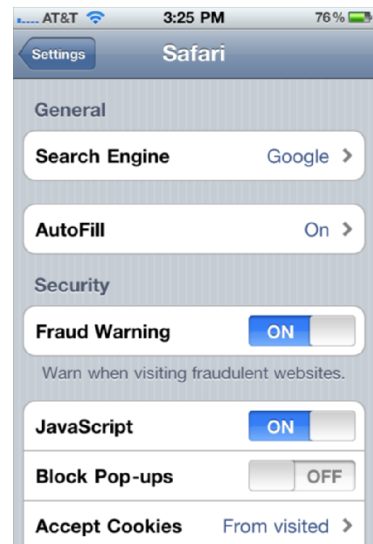 AT&T 3:25 PM 76%
Settings Safari
General
Search Engine Google
AutoFill On
Security
Fraud Warning ON
Warn when visiting fraudulent websites.
JavaScript ON
Block Pop-ups OFF
Accept Cookies From visited